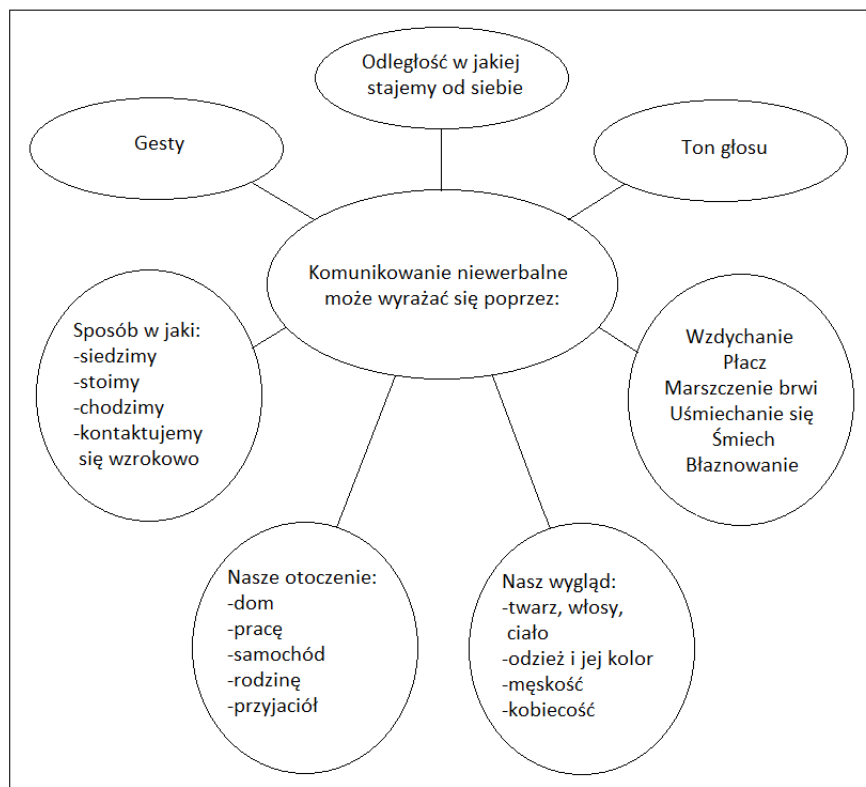 Odległość w jakiej
stajemy od siebie
Gesty
Ton głosu
Komunikowanie niewerbalne
może wyrażać się poprzez:
Sposób w jaki:
-siedzimy
-stoimy
-chodzimy
-kontaktujemy
się wzrokowo
Wzdychanie
Płacz
Marszczenie brwi
Uśmiechanie się
Śmiech
Błaznowanie
Nasze otoczenie:
-dom
-pracę
-samochód
-rodzinę
-przyjaciół
Nasz wygląd:
-twarz, włosy,
ciało
-odzież i jej kolor
-męskość
-kobiecość